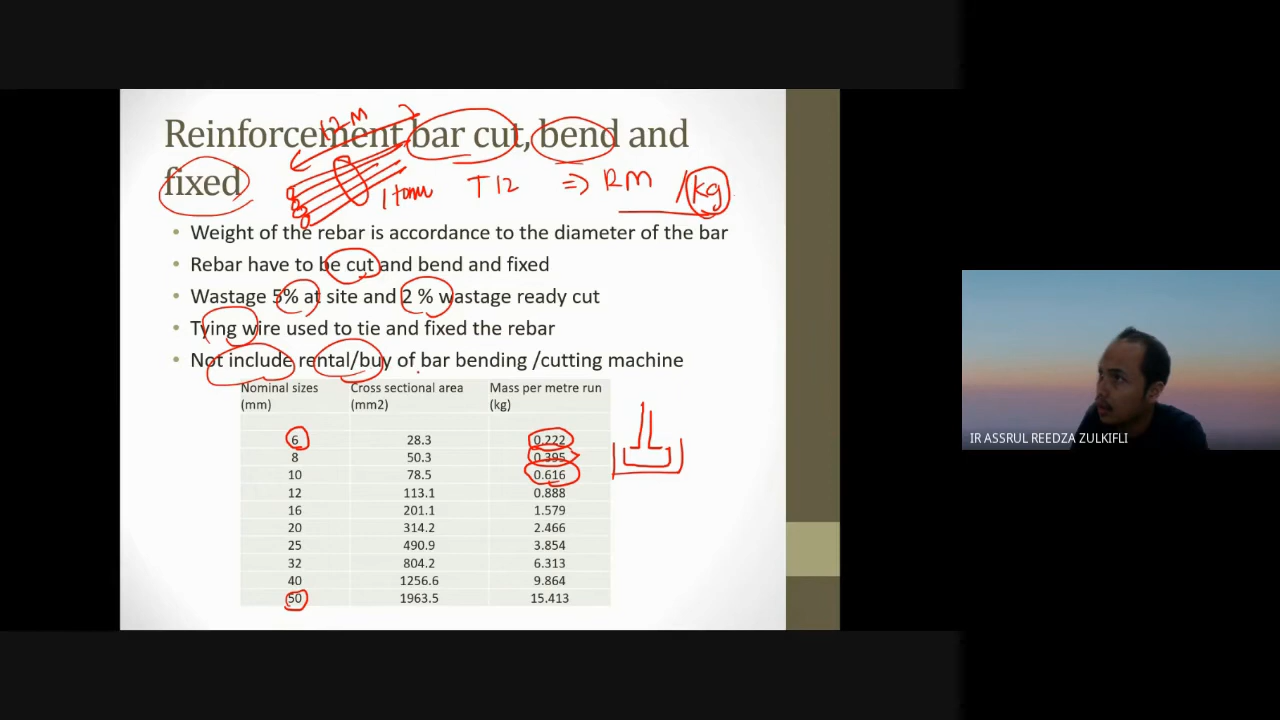 Reinforcement bar cut, bend and
fixed
12 M
1 tonne T12 => RM /kg
• Weight of the rebar is accordance to the diameter of the bar
• Rebar have to be cut and bend and fixed
• Wastage 5% at site and 2 % wastage ready cut
• Tying wire used to tie and fixed the rebar
• Not include rental/buy of bar bending /cutting machine
Nominal sizes (mm) Cross sectional area (mm2) Mass per metre run (kg)
6 28.3 0.222
8 50.3 0.395
10 78.5 0.616
12 113.1 0.888
16 201.1 1.579
20 314.2 2.466
25 490.9 3.854
32 804.2 6.313
40 1256.6 9.864
50 1963.5 15.413
IR ASSRUL REEDZA ZULKIFLI